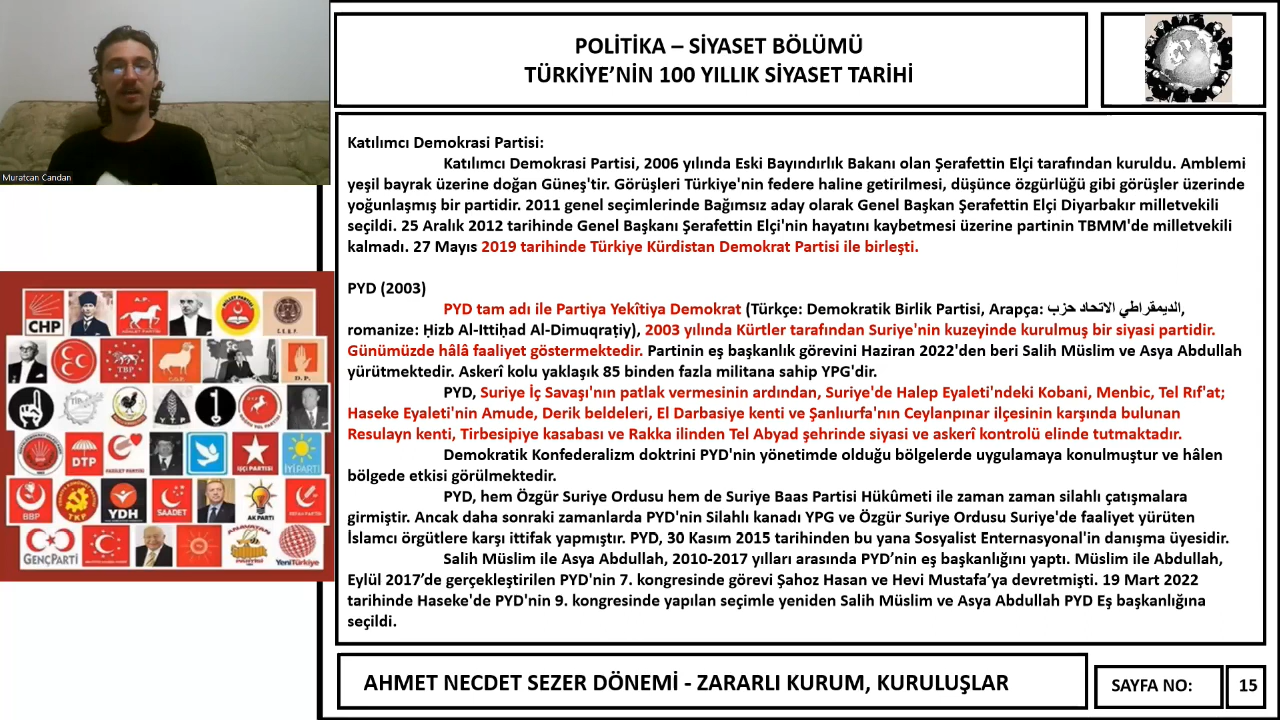 Muratcan Candan
POLİTİKA – SİYASET BÖLÜMÜ
TÜRKİYE’NİN 100 YILLIK SİYASET TARİHİ
Katılımcı Demokrasi Partisi:
Katılımcı Demokrasi Partisi, 2006 yılında Eski Bayındırlık Bakanı olan Şerafettin Elçi tarafından kuruldu. Amblemi
yeşil bayrak üzerine doğan Güneş'tir. Görüşleri Türkiye'nin federe haline getirilmesi, düşünce özgürlüğü gibi görüşler üzerinde
yoğunlaşmış bir partidir. 2011 genel seçimlerinde Bağımsız aday olarak Genel Başkan Şerafettin Elçi Diyarbakır milletvekili
seçildi. 25 Aralık 2012 tarihinde Genel Başkanı Şerafettin Elçi'nin hayatını kaybetmesi üzerine partinin TBMM'de milletvekili
kalmadı. 27 Mayıs 2019 tarihinde Türkiye Kürdistan Demokrat Partisi ile birleşti.
PYD (2003)
PYD tam adı ile Partiya Yekîtiya Demokrat (Türkçe: Demokratik Birlik Partisi, Arapça: الديمقراطي الاتحاد حزب,
romanize: Ḥizb Al-Ittiḥad Al-Dimuqraṭiy), 2003 yılında Kürtler tarafından Suriye'nin kuzeyinde kurulmuş bir siyasi partidir.
Günümüzde hâlâ faaliyet göstermektedir. Partinin eş başkanlık görevini Haziran 2022'den beri Salih Müslim ve Asya Abdullah
yürütmektedir. Askerî kolu yaklaşık 85 binden fazla militana sahip YPG'dir.
PYD, Suriye İç Savaşı'nın patlak vermesinin ardından, Suriye'de Halep Eyaleti'ndeki Kobani, Menbic, Tel Rıf'at;
Haseke Eyaleti'nin Amude, Derik beldeleri, El Darbasiye kenti ve Şanlıurfa'nın Ceylanpınar ilçesinin karşında bulunan
Resulayn kenti, Tirbesipiye kasabası ve Rakka ilinden Tel Abyad şehrinde siyasi ve askerî kontrolü elinde tutmaktadır.
Demokratik Konfederalizm doktrini PYD'nin yönetimde olduğu bölgelerde uygulamaya konulmuştur ve hâlen
bölgede etkisi görülmektedir.
PYD, hem Özgür Suriye Ordusu hem de Suriye Baas Partisi Hükûmeti ile zaman zaman silahlı çatışmalara
girmiştir. Ancak daha sonraki zamanlarda PYD'nin Silahlı kanadı YPG ve Özgür Suriye Ordusu Suriye'de faaliyet yürüten
İslamcı örgütlere karşı ittifak yapmıştır. PYD, 30 Kasım 2015 tarihinden bu yana Sosyalist Enternasyonal'in danışma üyesidir.
Salih Müslim ile Asya Abdullah, 2010-2017 yılları arasında PYD’nin eş başkanlığını yaptı. Müslim ile Abdullah,
Eylül 2017’de gerçekleştirilen PYD'nin 7. kongresinde görevi Şahoz Hasan ve Hevi Mustafa’ya devretmişti. 19 Mart 2022
tarihinde Haseke'de PYD'nin 9. kongresinde yapılan seçimle yeniden Salih Müslim ve Asya Abdullah PYD Eş başkanlığına
seçildi.
CHP
A.P.
MİLLET PARTİSİ
TBP
D.P.
YTP
DTP
FAZİLET PARTİSİ
İŞÇİ PARTİSİ
İYİ PARTİ
BBP
TKP
YDH
SAADET
AK PARTİ
GENÇPARTİ
YeniTürkiye
AHMET NECDET SEZER DÖNEMİ - ZARARLI KURUM, KURULUŞLAR
SAYFA NO:
15